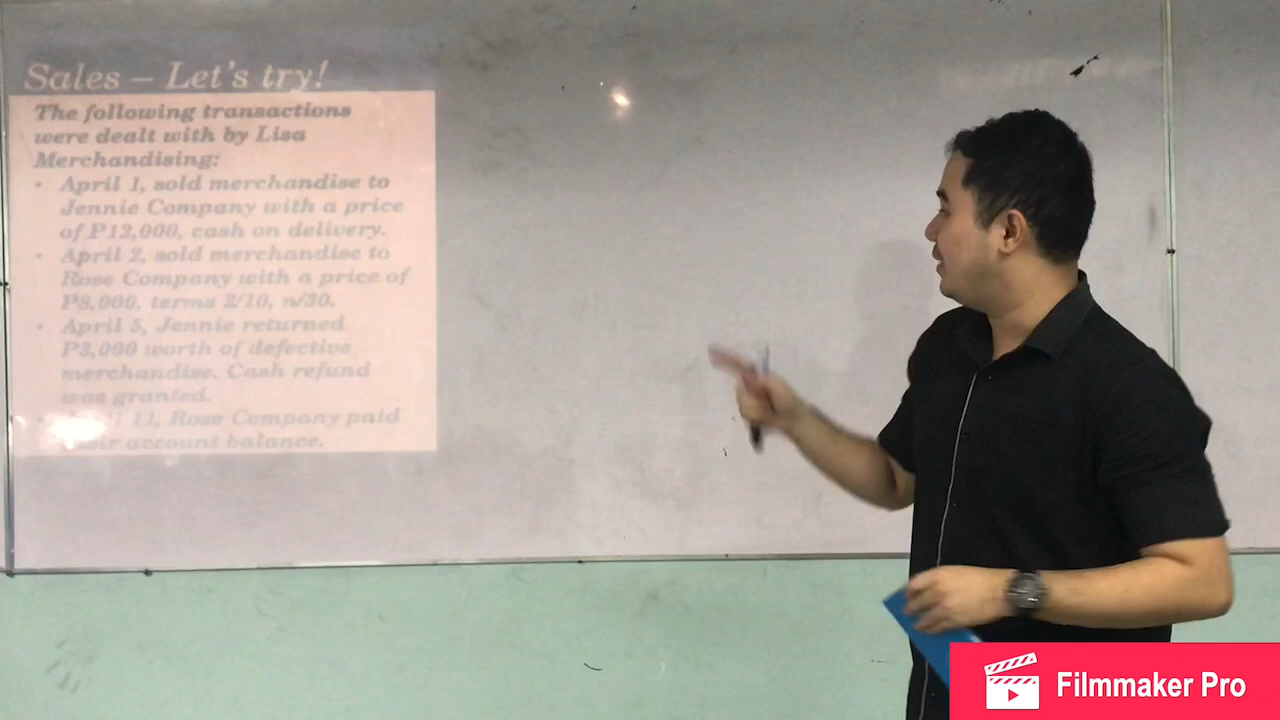 Sales – Let's try!
The following transactions
were dealt with by Lisa
Merchandising:
• April 1, sold merchandise to
Jennie Company with a price
of P12,000, cash on delivery.
• April 2, sold merchandise to
Rose Company with a price of
P8,000, terms 2/10, n/30.
• April 5, Jennie returned
P3,000 worth of defective
merchandise. Cash refund
was granted.
11, Rose Company paid
account balance.
Filmmaker Pro